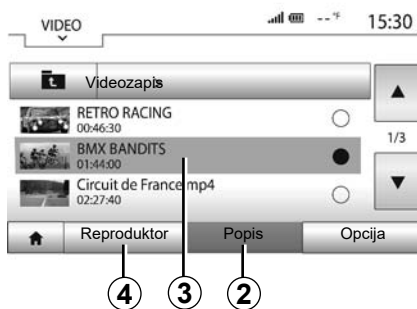 VIDEO
--°F 15:30
Videozapis
RETRO RACING
00:46:30
1/3
BMX BANDITS
01:44:00
Circuit de France mp4
02:27:40
Reproduktor Popis Opcija
4 3 2